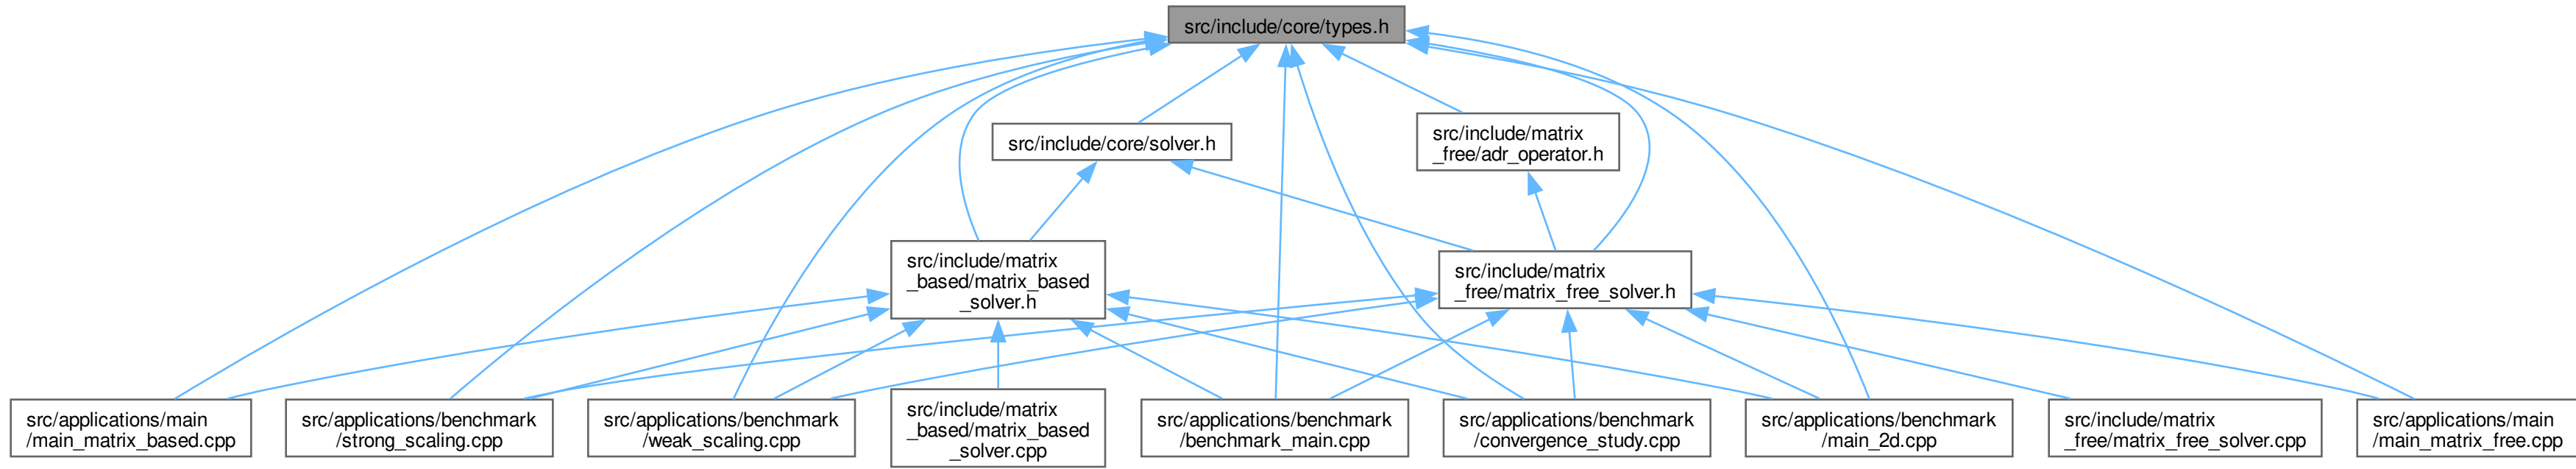 src/include/core/types.h
src/include/core/solver.h
src/include/matrix
_free/adr_operator.h
src/include/matrix
_based/matrix_based
_solver.h
src/include/matrix
_free/matrix_free_solver.h
src/applications/main
/main_matrix_based.cpp
src/applications/benchmark
/strong_scaling.cpp
src/applications/benchmark
/weak_scaling.cpp
src/include/matrix
_based/matrix_based
_solver.cpp
src/applications/benchmark
/benchmark_main.cpp
src/applications/benchmark
/convergence_study.cpp
src/applications/benchmark
/main_2d.cpp
src/include/matrix
_free/matrix_free_solver.cpp
src/applications/main
/main_matrix_free.cpp